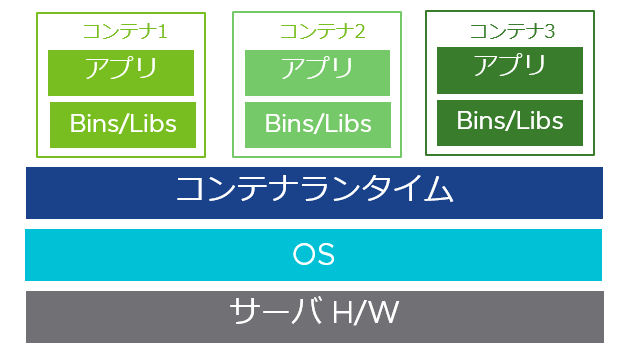 コンテナ1
アプリ
Bins/Libs
コンテナ2
アプリ
Bins/Libs
コンテナ3
アプリ
Bins/Libs
コンテナランタイム
OS
サーバ H/W